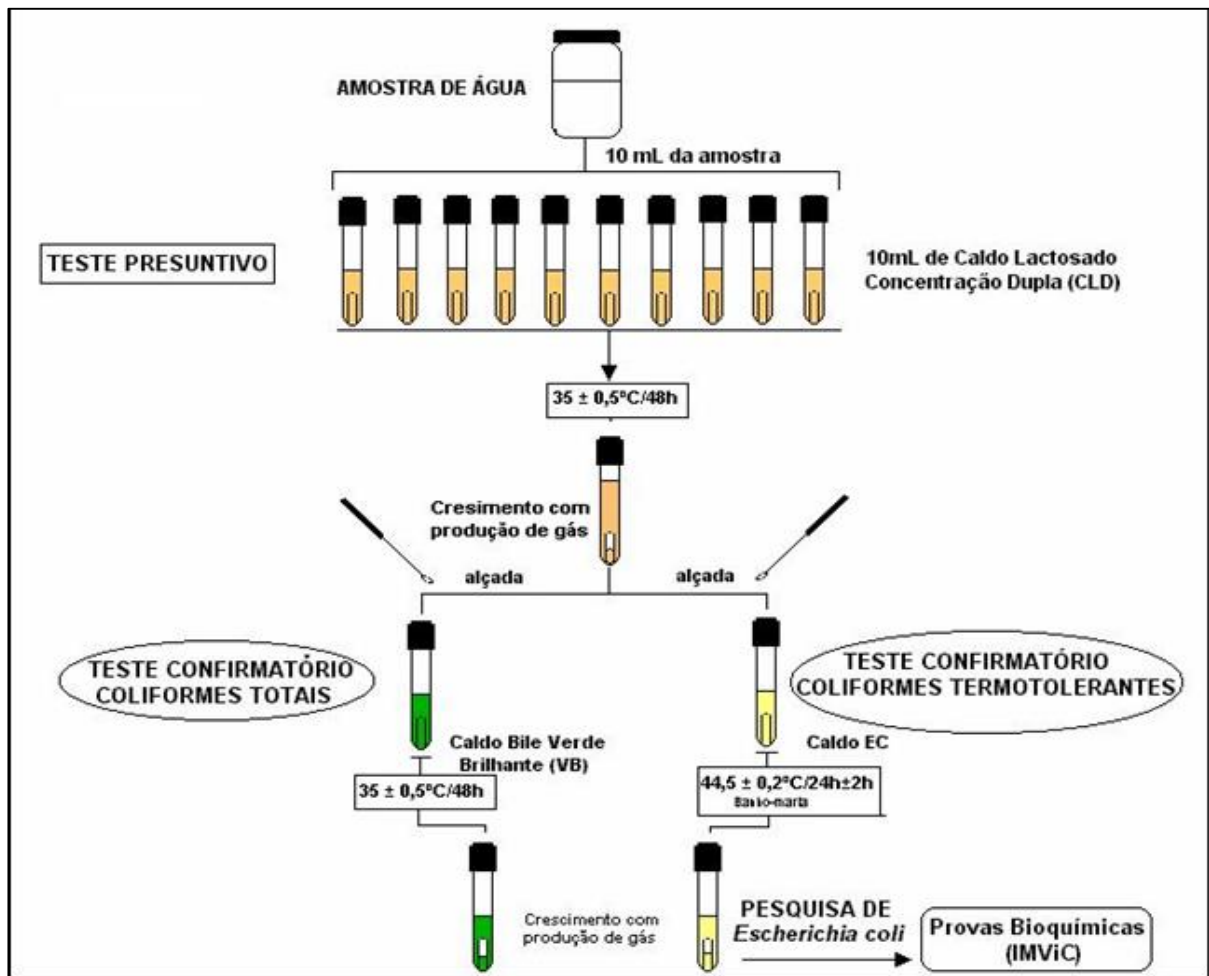 AMOSTRA DE ÁGUA
10 mL da amostra
TESTE PRESUNTIVO
10mL de Caldo Lactosado
Concentração Dupla (CLD)
35 ± 0,5ºC/48h
Cresimento com
produção de gás
alçada
alçada
TESTE CONFIRMATÓRIO
COLIFORMES TOTAIS
TESTE CONFIRMATÓRIO
COLIFORMES TERMOTOLERANTES
Caldo Bile Verde
Brilhante (VB)
Caldo EC
35 ± 0,5ºC/48h
44,5 ± 0,2ºC/24h±2h
Banho-maria
Crescimento com
produção de gás
PESQUISA DE
Escherichia coli
Provas Bioquímicas
(IMViC)